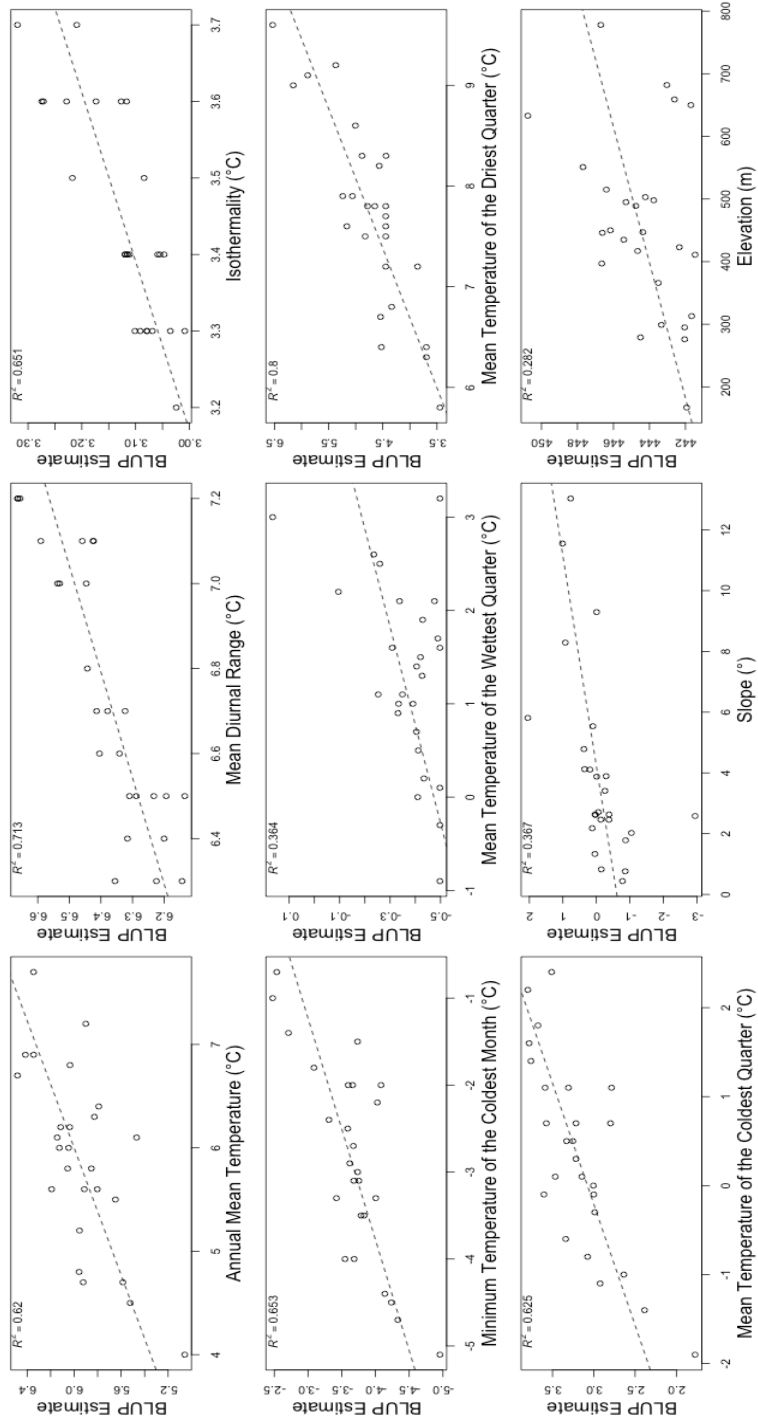 R² = 0.62
BLUP Estimate
6.4
6.0
5.6
5.2
4 5 6 7
Annual Mean Temperature (°C)
R² = 0.713
BLUP Estimate
6.6
6.5
6.4
6.3
6.2
6.4 6.6 6.8 7.0 7.2
Mean Diurnal Range (°C)
R² = 0.651
BLUP Estimate
3.30
3.20
3.10
3.00
3.2 3.3 3.4 3.5 3.6 3.7
Isothermality (°C)
R² = 0.653
BLUP Estimate
-2.5
-3.0
-3.5
-4.0
-4.5
-5.0
-5 -4 -3 -2 -1
Minimum Temperature of the Coldest Month (°C)
R² = 0.364
BLUP Estimate
0.1
-0.1
-0.3
-0.5
-1 0 1 2 3
Mean Temperature of the Wettest Quarter (°C)
R² = 0.8
BLUP Estimate
6.5
5.5
4.5
3.5
6 7 8 9
Mean Temperature of the Driest Quarter (°C)
R² = 0.625
BLUP Estimate
3.5
3.0
2.5
2.0
-2 -1 0 1 2
Mean Temperature of the Coldest Quarter (°C)
R² = 0.367
BLUP Estimate
2
1
0
-1
-2
-3
0 2 4 6 8 10 12
Slope (°)
R² = 0.282
BLUP Estimate
450
448
446
444
442
200 300 400 500 600 700 800
Elevation (m)